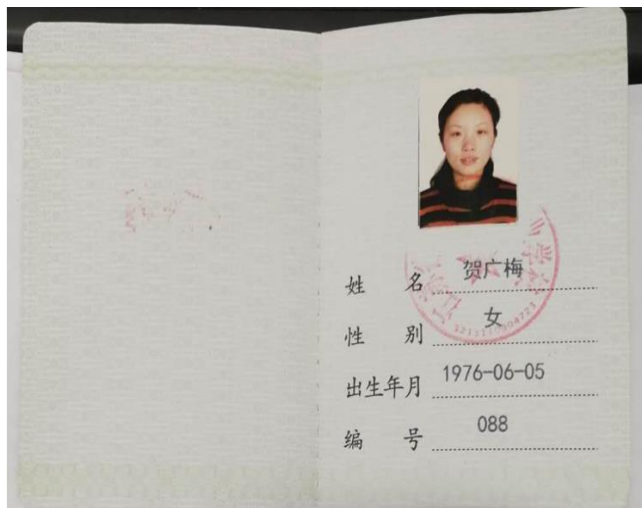 姓 名 贺广梅
性 别 女
出生年月 1976-06-05
编 号 088